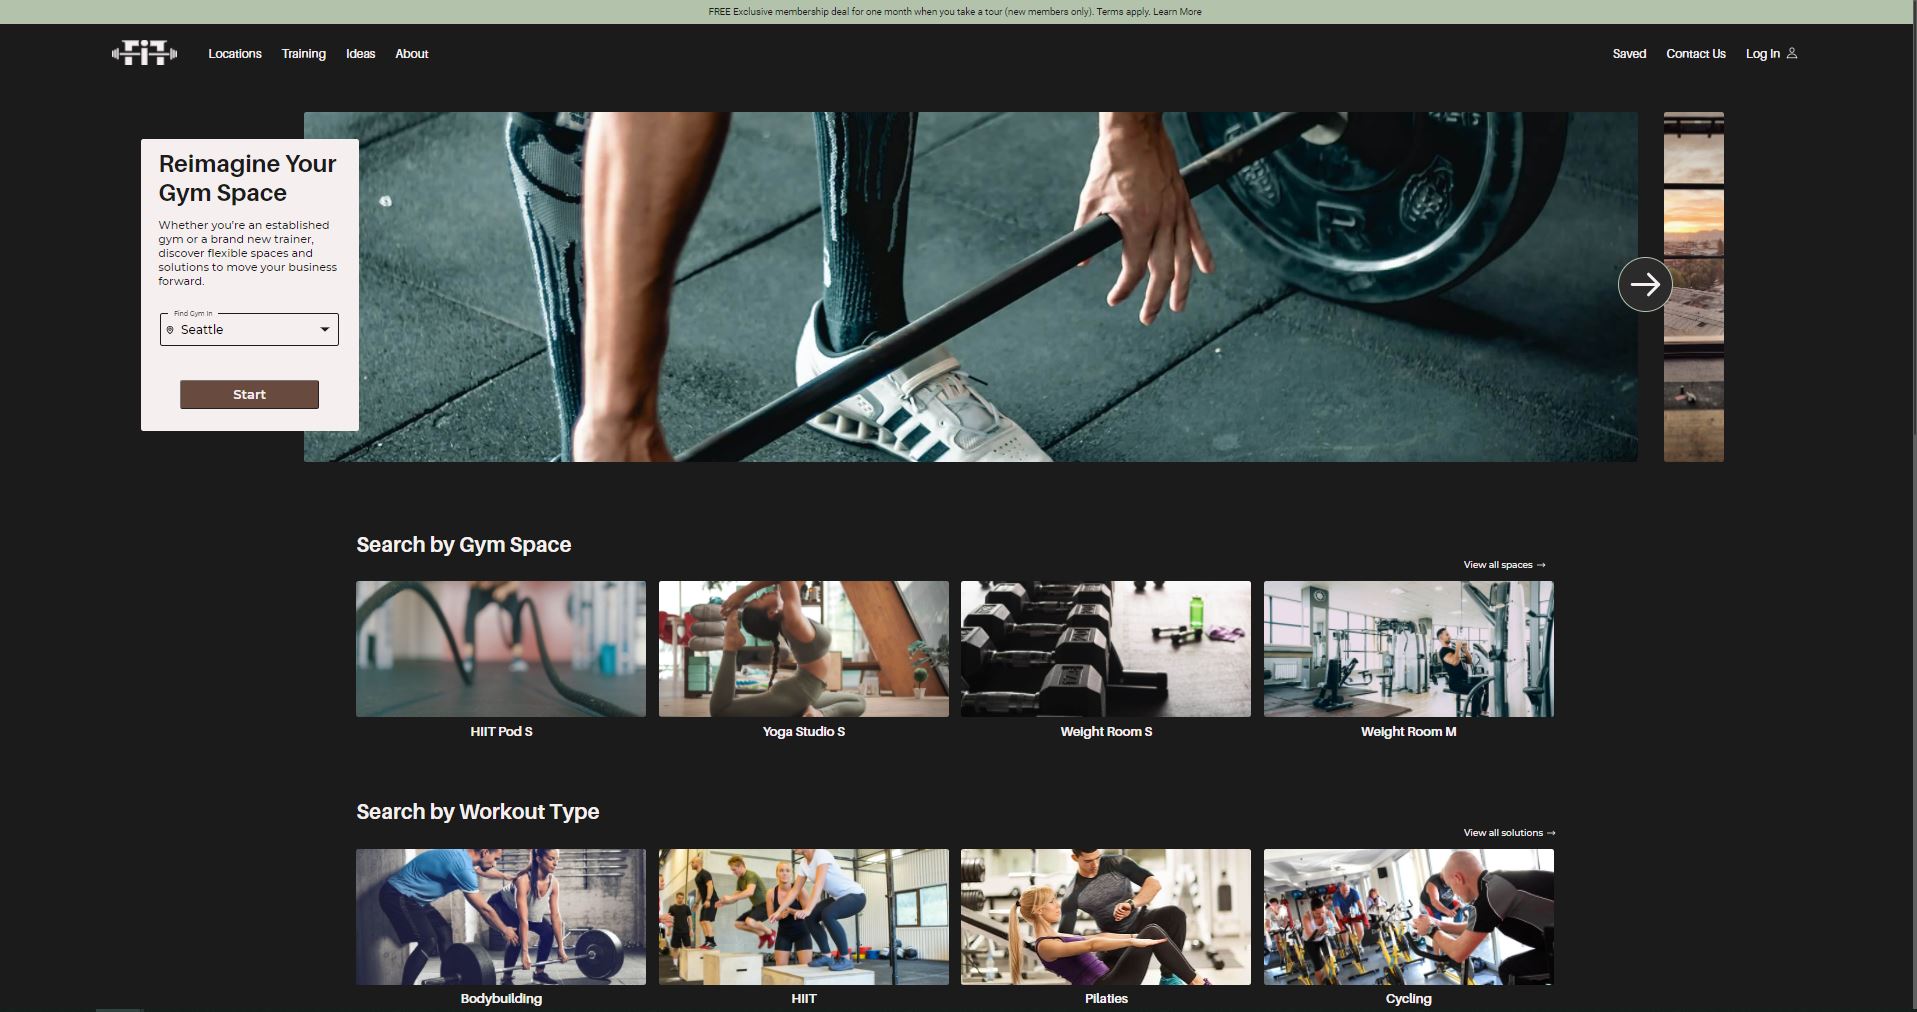 FREE Exclusive membership deal for one month when you take a tour (new members only). Terms apply. Learn More
FiT
Locations
Training
Ideas
About
Saved
Contact Us
Log In
Reimagine Your
Gym Space
Whether you're an established
gym or a brand new trainer,
discover flexible spaces and
solutions to move your business
forward.
Find Gym In
Seattle
Start
Search by Gym Space
View all spaces →
HIIT Pod S
Yoga Studio S
Weight Room S
Weight Room M
Search by Workout Type
View all solutions →
Bodybuilding
HIIT
Pilaties
Cycling